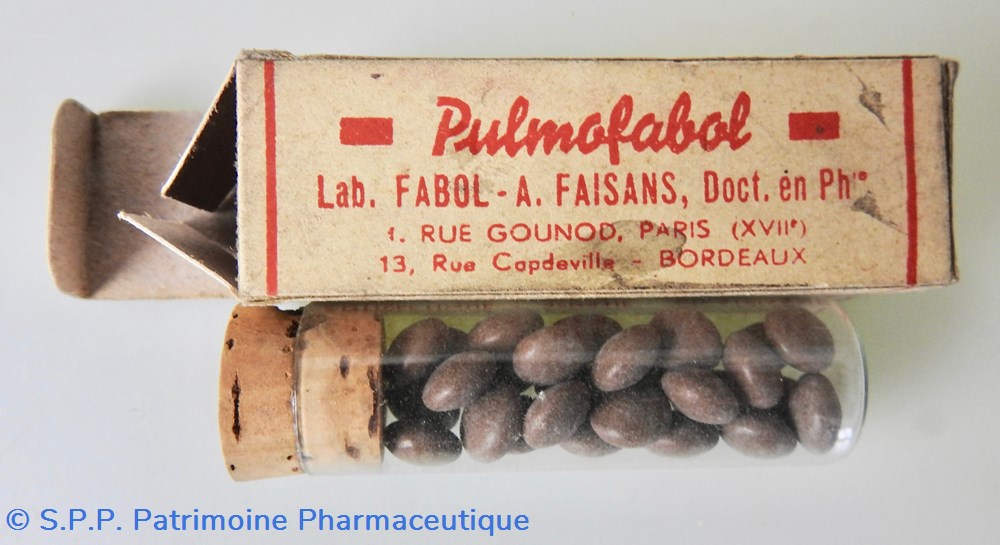 Pulmofabol
Lab. FABOL - A. FAISANS, Doct. en Phⁱᵉ
1. RUE GOUNOD, PARIS (XVIIᵉ)
13, Rue Capdeville - BORDEAUX
© S.P.P. Patrimoine Pharmaceutique